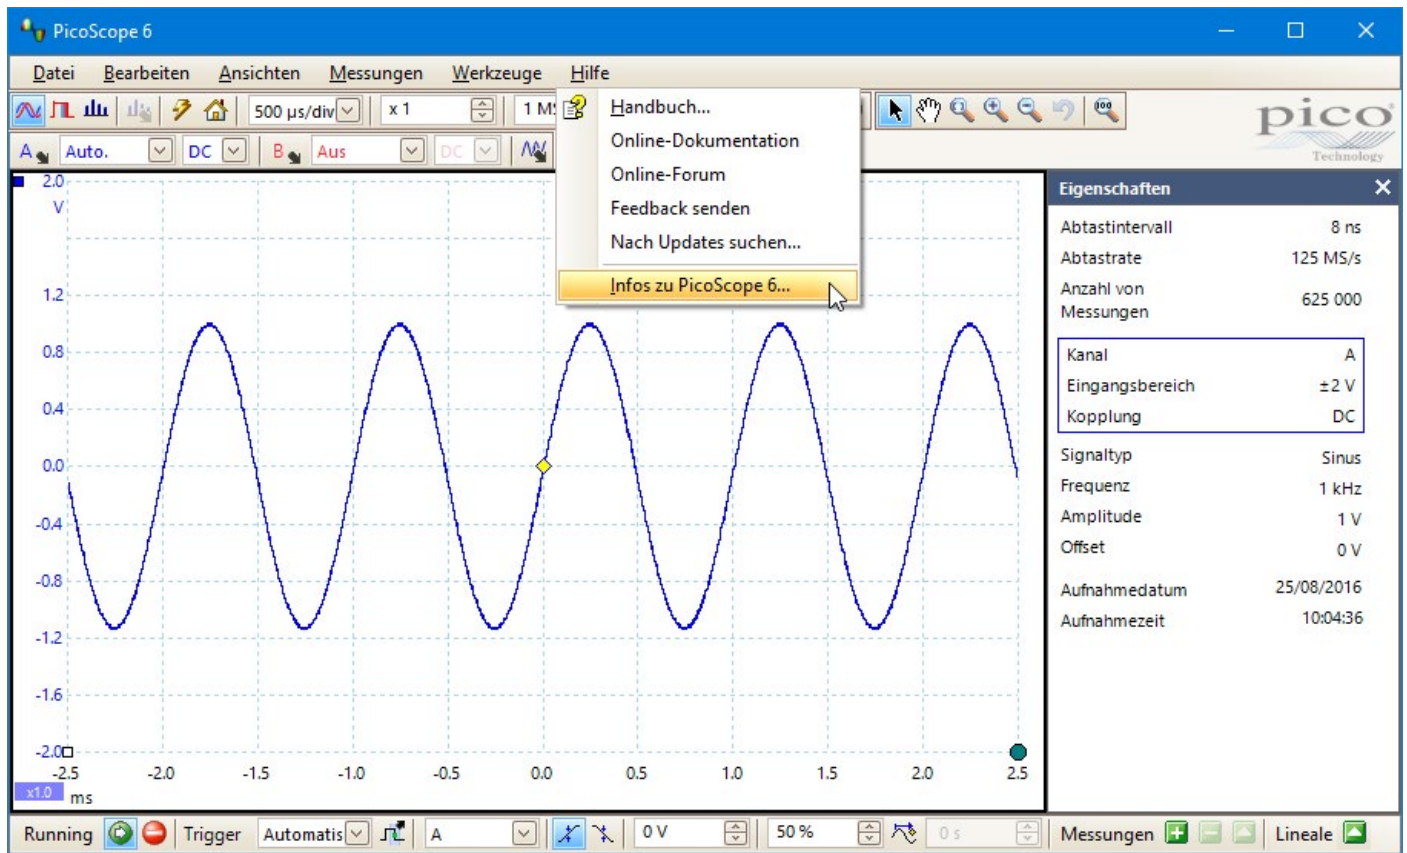 PicoScope 6
Datei Bearbeiten Ansichten Messungen Werkzeuge Hilfe
500 µs/div x 1 1 MS
pico
Technology
A Auto. DC B Aus DC
Handbuch...
Online-Dokumentation
Online-Forum
Feedback senden
Nach Updates suchen...
Infos zu PicoScope 6...
2.0
V
1.2
0.8
0.4
0.0
-0.4
-0.8
-1.2
-1.6
-2.0
-2.5 -2.0 -1.5 -1.0 -0.5 0.0 0.5 1.0 1.5 2.0 2.5
x1.0 ms
Eigenschaften
Abtastintervall 8 ns
Abtastrate 125 MS/s
Anzahl von
Messungen 625 000
Kanal A
Eingangsbereich ±2 V
Kopplung DC
Signaltyp Sinus
Frequenz 1 kHz
Amplitude 1 V
Offset 0 V
Aufnahmedatum 25/08/2016
Aufnahmezeit 10:04:36
Running Trigger Automatis A 0 V 50 % 0 s Messungen Lineale